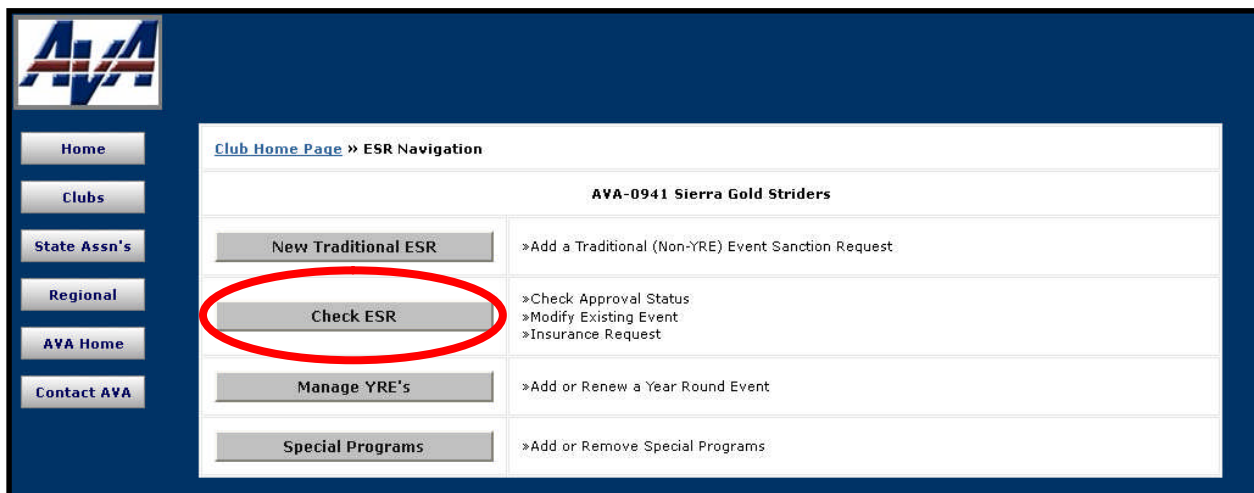 AVA
Home
Clubs
State Assn's
Regional
AVA Home
Contact AVA
Club Home Page » ESR Navigation
AVA-0941 Sierra Gold Striders
New Traditional ESR
»Add a Traditional (Non-YRE) Event Sanction Request
Check ESR
»Check Approval Status
»Modify Existing Event
»Insurance Request
Manage YRE's
»Add or Renew a Year Round Event
Special Programs
»Add or Remove Special Programs